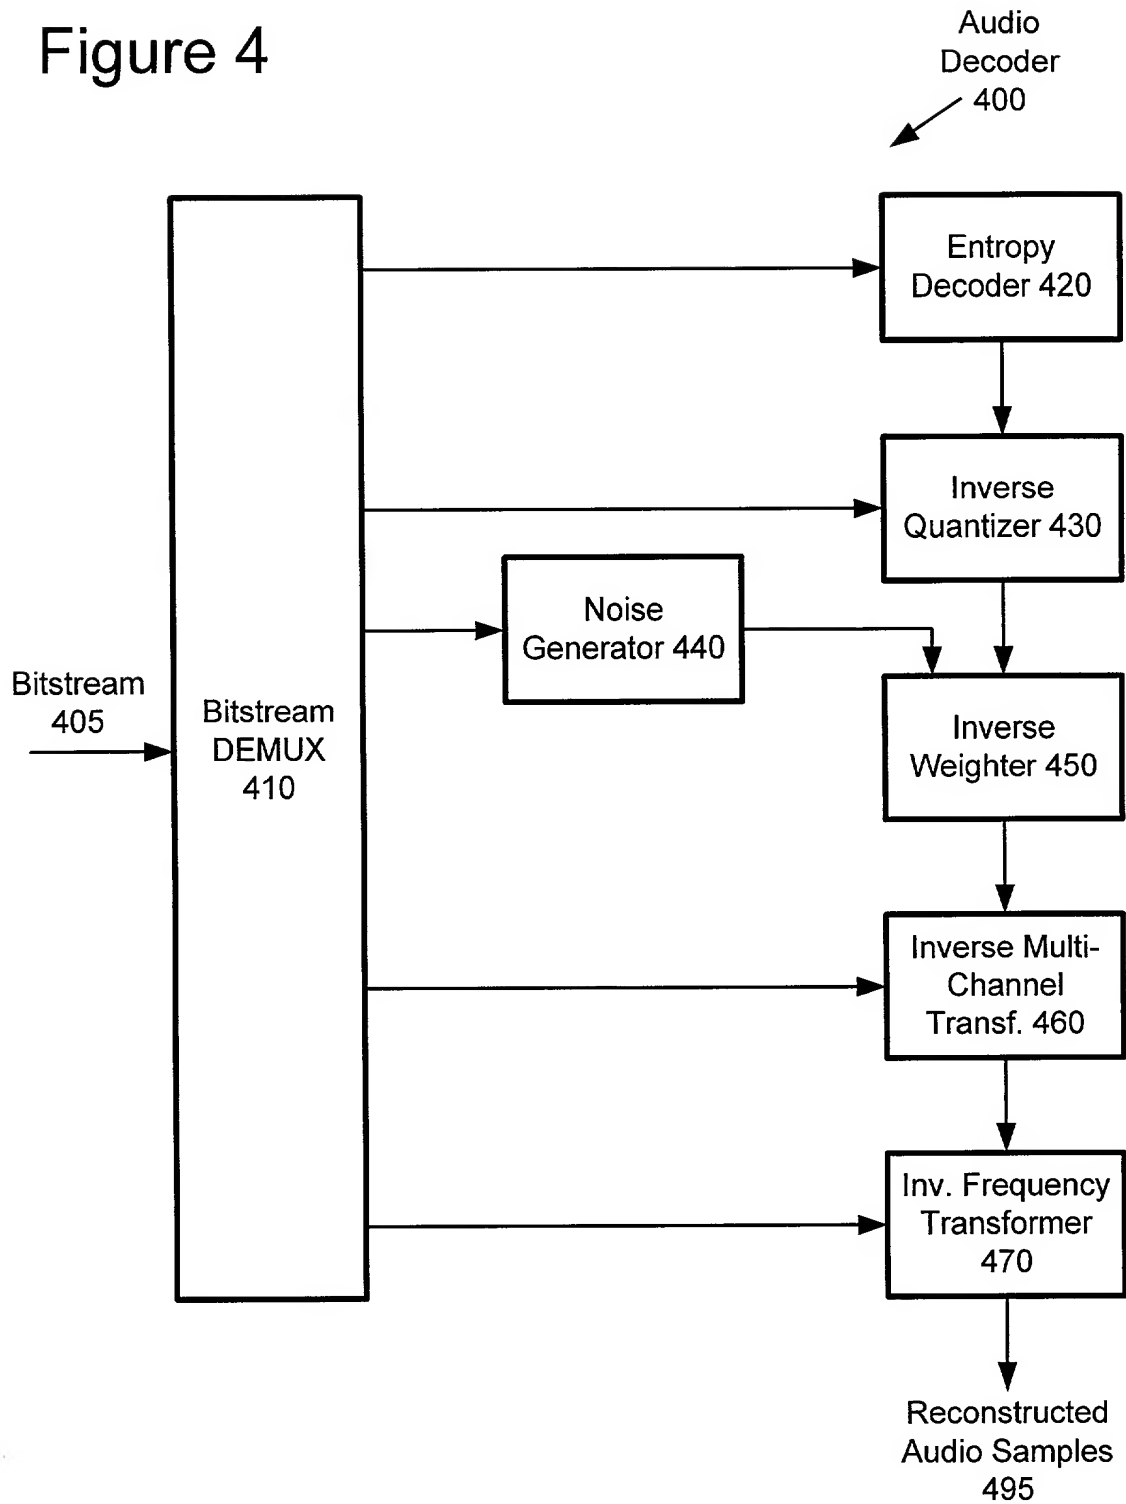 Figure 4
Audio
Decoder
400
Entropy
Decoder 420
Inverse
Quantizer 430
Noise
Generator 440
Bitstream
405
Bitstream
DEMUX
410
Inverse
Weighter 450
Inverse Multi-
Channel
Transf. 460
Inv. Frequency
Transformer
470
Reconstructed
Audio Samples
495